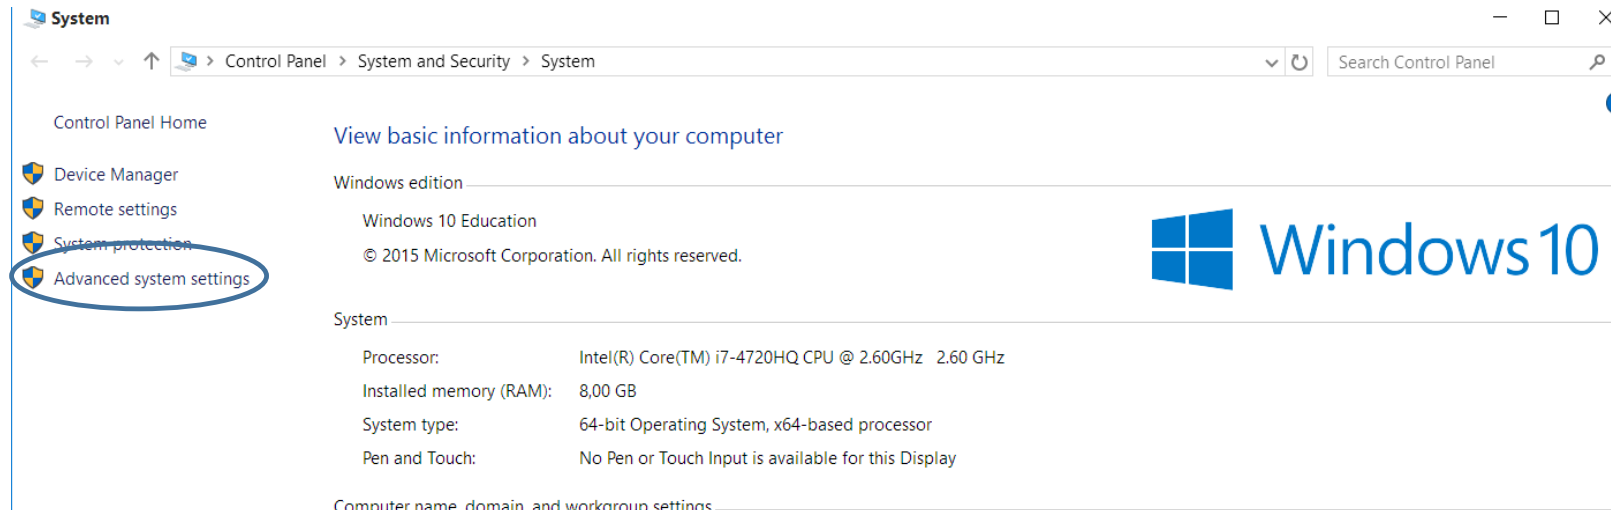 System
Control Panel > System and Security > System
Search Control Panel
Control Panel Home
Device Manager
Remote settings
System protection
Advanced system settings
View basic information about your computer
Windows edition
Windows 10 Education
© 2015 Microsoft Corporation. All rights reserved.
Windows 10
System
Processor: Intel(R) Core(TM) i7-4720HQ CPU @ 2.60GHz 2.60 GHz
Installed memory (RAM): 8,00 GB
System type: 64-bit Operating System, x64-based processor
Pen and Touch: No Pen or Touch Input is available for this Display
Computer name, domain, and workgroup settings